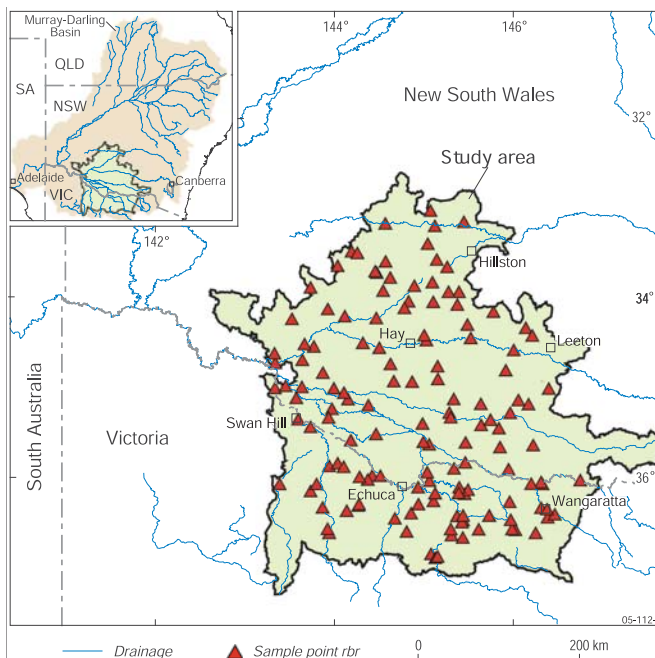 Murray-Darling
Basin
QLD
SA
NSW
Adelaide
VIC
Canberra
144°
146°
New South Wales
32°
Study area
142°
Hillston
34°
Hay
Leeton
South Australia
Swan Hill
Victoria
36°
Echuca
Wangaratta
05-112-
Drainage
Sample point rbr
0
200 km